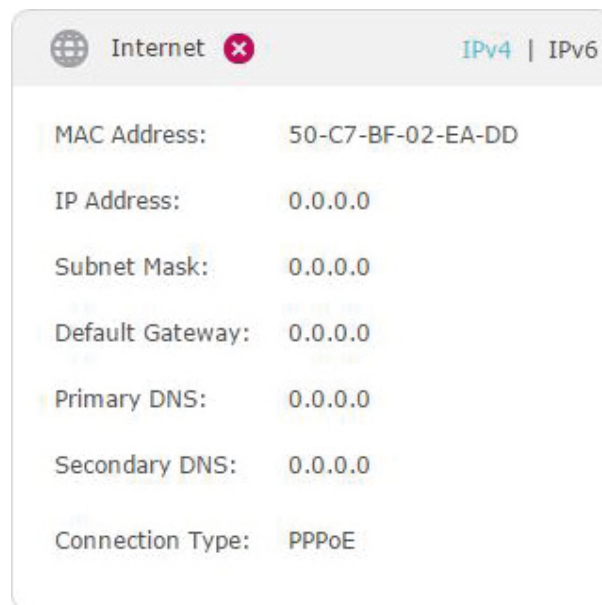 Internet IPv4 | IPv6
MAC Address: 50-C7-BF-02-EA-DD
IP Address: 0.0.0.0
Subnet Mask: 0.0.0.0
Default Gateway: 0.0.0.0
Primary DNS: 0.0.0.0
Secondary DNS: 0.0.0.0
Connection Type: PPPoE